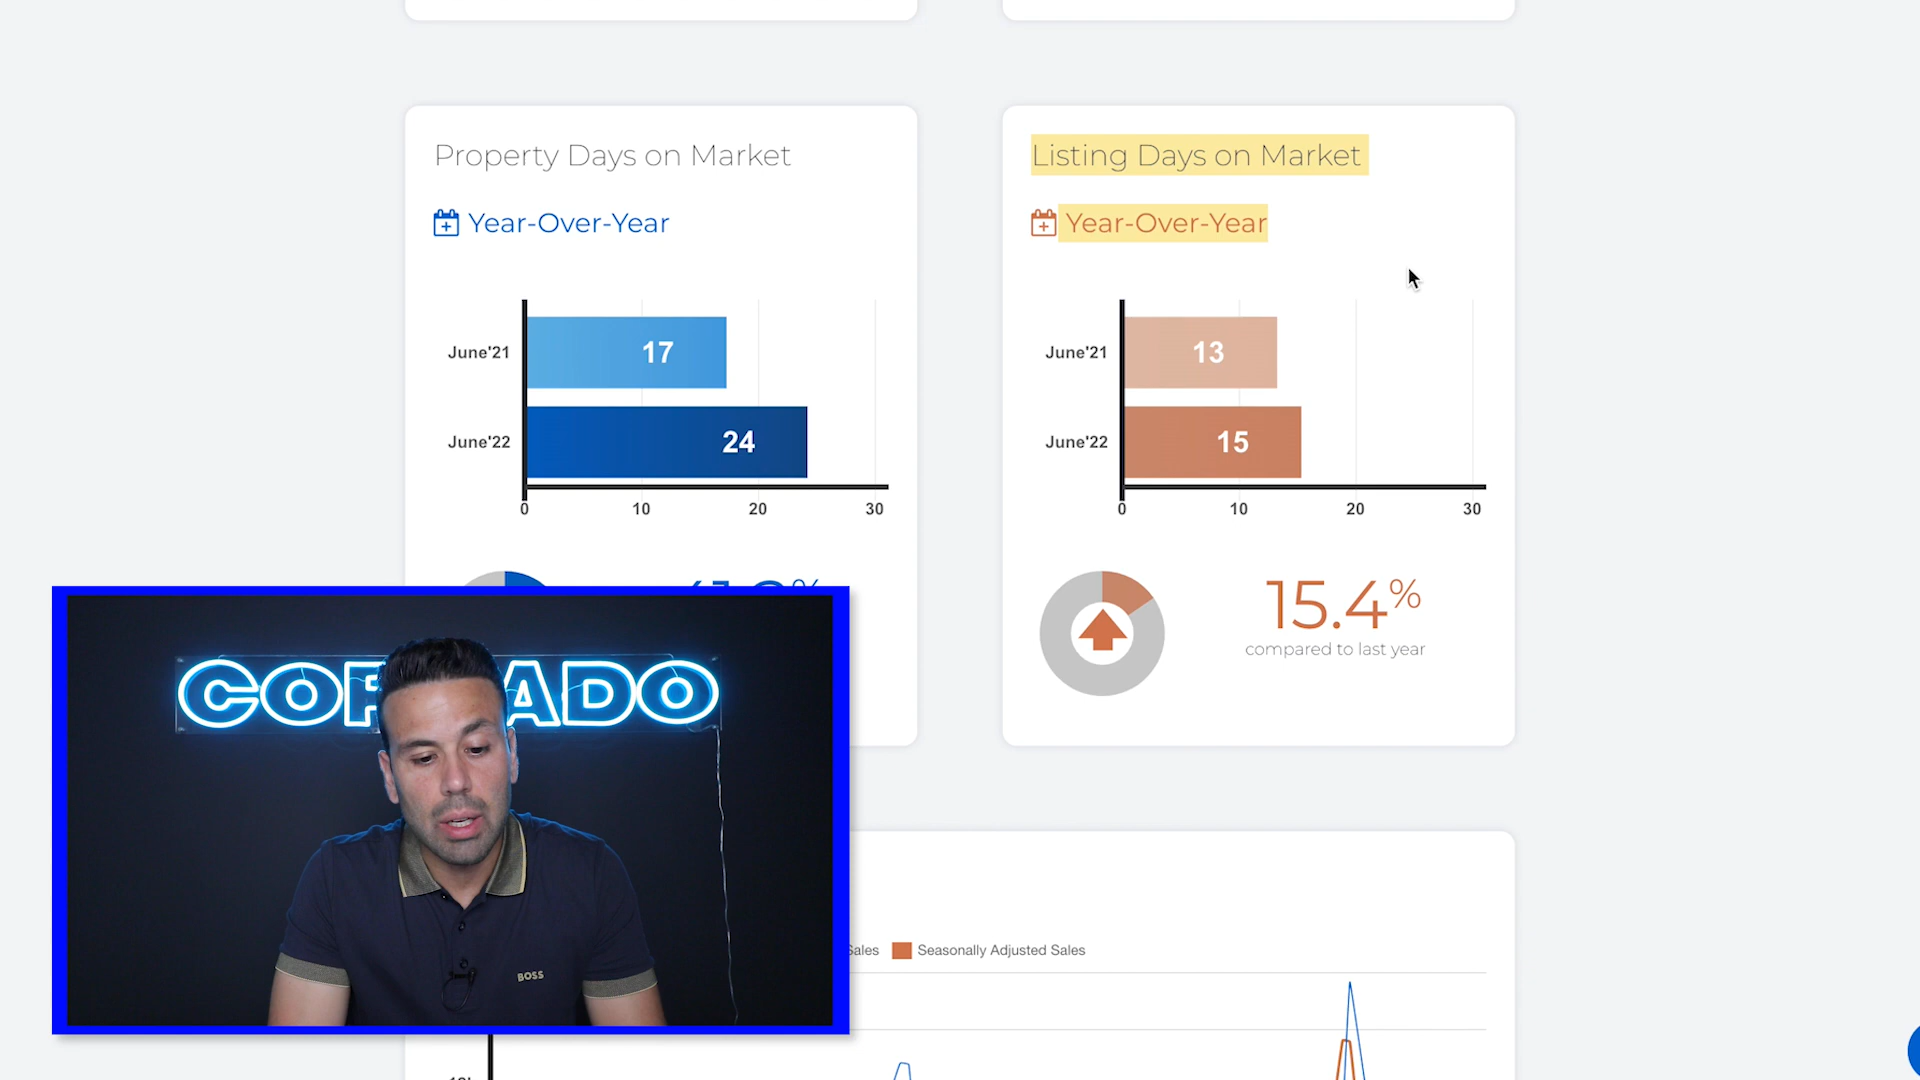 Property Days on Market
Year-Over-Year
June'21
17
June'22
24
0 10 20 30
Listing Days on Market
Year-Over-Year
June'21
13
June'22
15
0 10 20 30
15.4%
compared to last year
BOSS
Sales
Seasonally Adjusted Sales